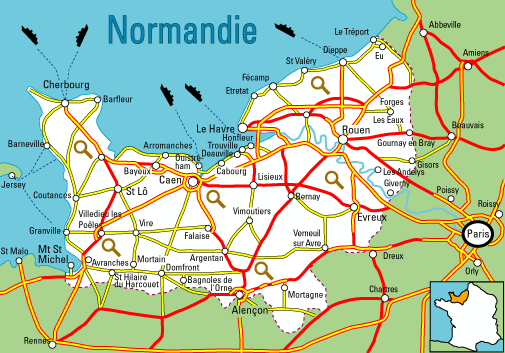 Normandie
Le Tréport
Abbeville
Dieppe
Eu
St Valéry
Amiens
Fécamp
Etretat
Cherbourg
Barfleur
Forges
Les Eaux
Le Havre
Honfleur
Trouville
Deauville
Rouen
Beauvais
Gournay en Bray
Barneville
Arromanches
Ouistre-
ham
Cabourg
Bayeux
Caen
Lisieux
Gisors
Les Andelys
Giverny
Jersey
Coutances
St Lô
Bernay
Poissy
Roissy
Villedieu les
Poêles
Vire
Vimoutiers
Evreux
Granville
Falaise
Paris
St Malo
Mt St
Michel
Avranches
Mortain
Domfront
Argentan
Verneuil
sur Avre
Dreux
Orly
St Hilaire
du Harcouet
Bagnoles de
l'Orne
Mortagne
Chartres
Alençon
Rennes